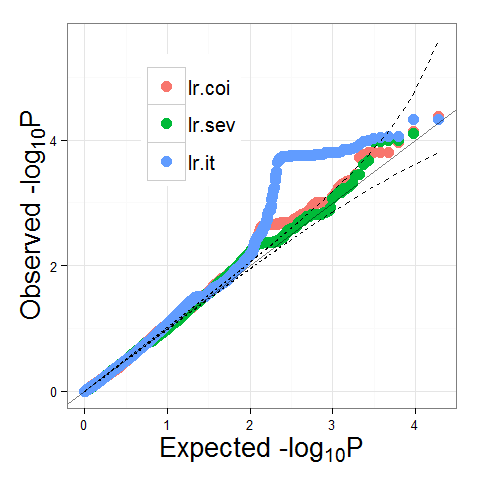 lr.coi
lr.sev
lr.it
4
2
0
Observed -log10P
0 1 2 3 4
Expected -log10P